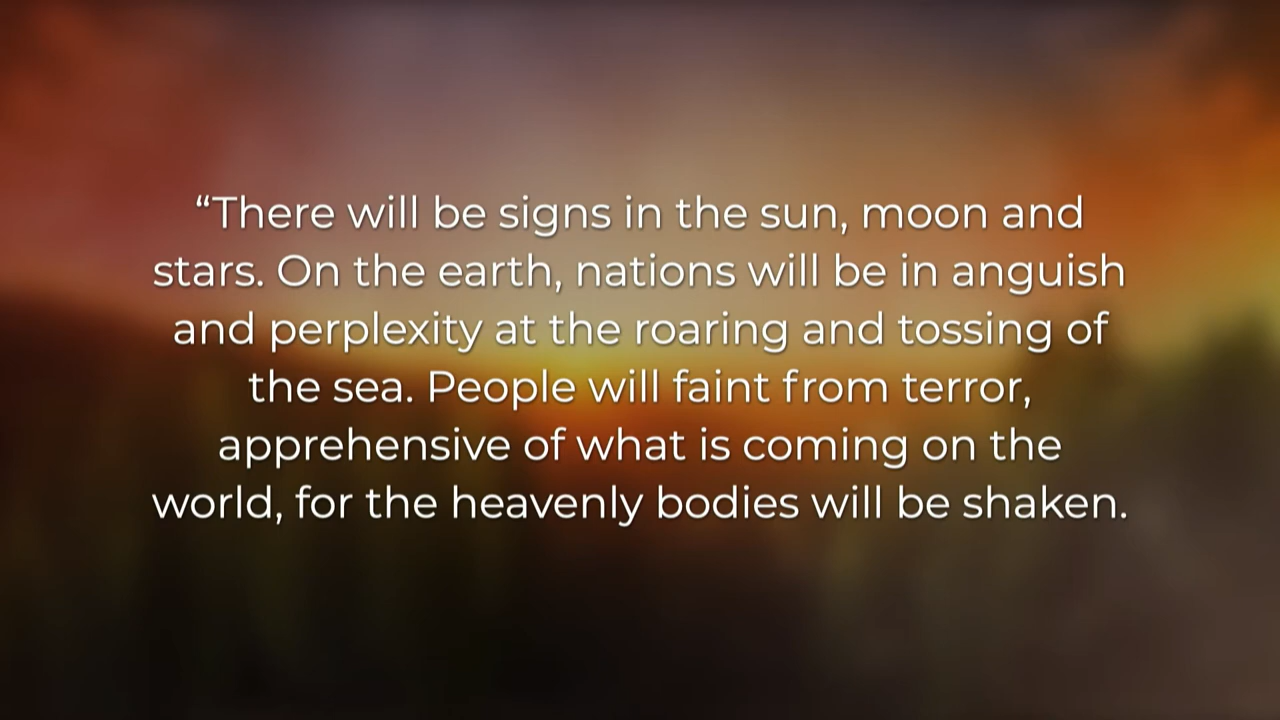 “There will be signs in the sun, moon and
stars. On the earth, nations will be in anguish
and perplexity at the roaring and tossing of
the sea. People will faint from terror,
apprehensive of what is coming on the
world, for the heavenly bodies will be shaken.